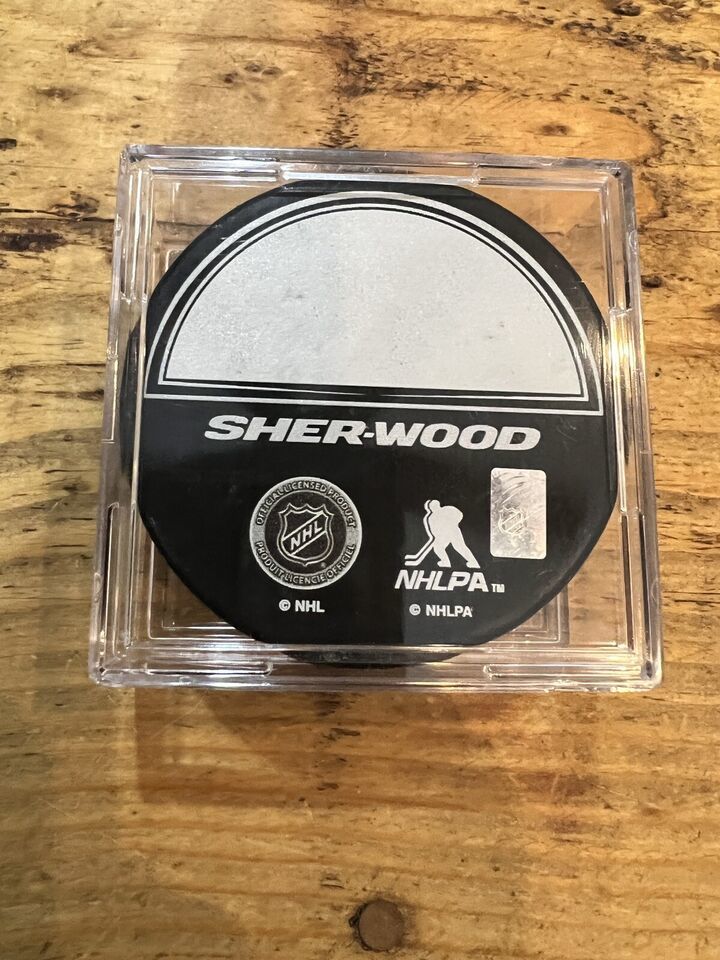 SHER-WOOD
OFFICIAL LICENSED PRODUCT
NHL
PRODUIT LICENCIÉ OFFICIEL
NHLPA™
© NHL
© NHLPA